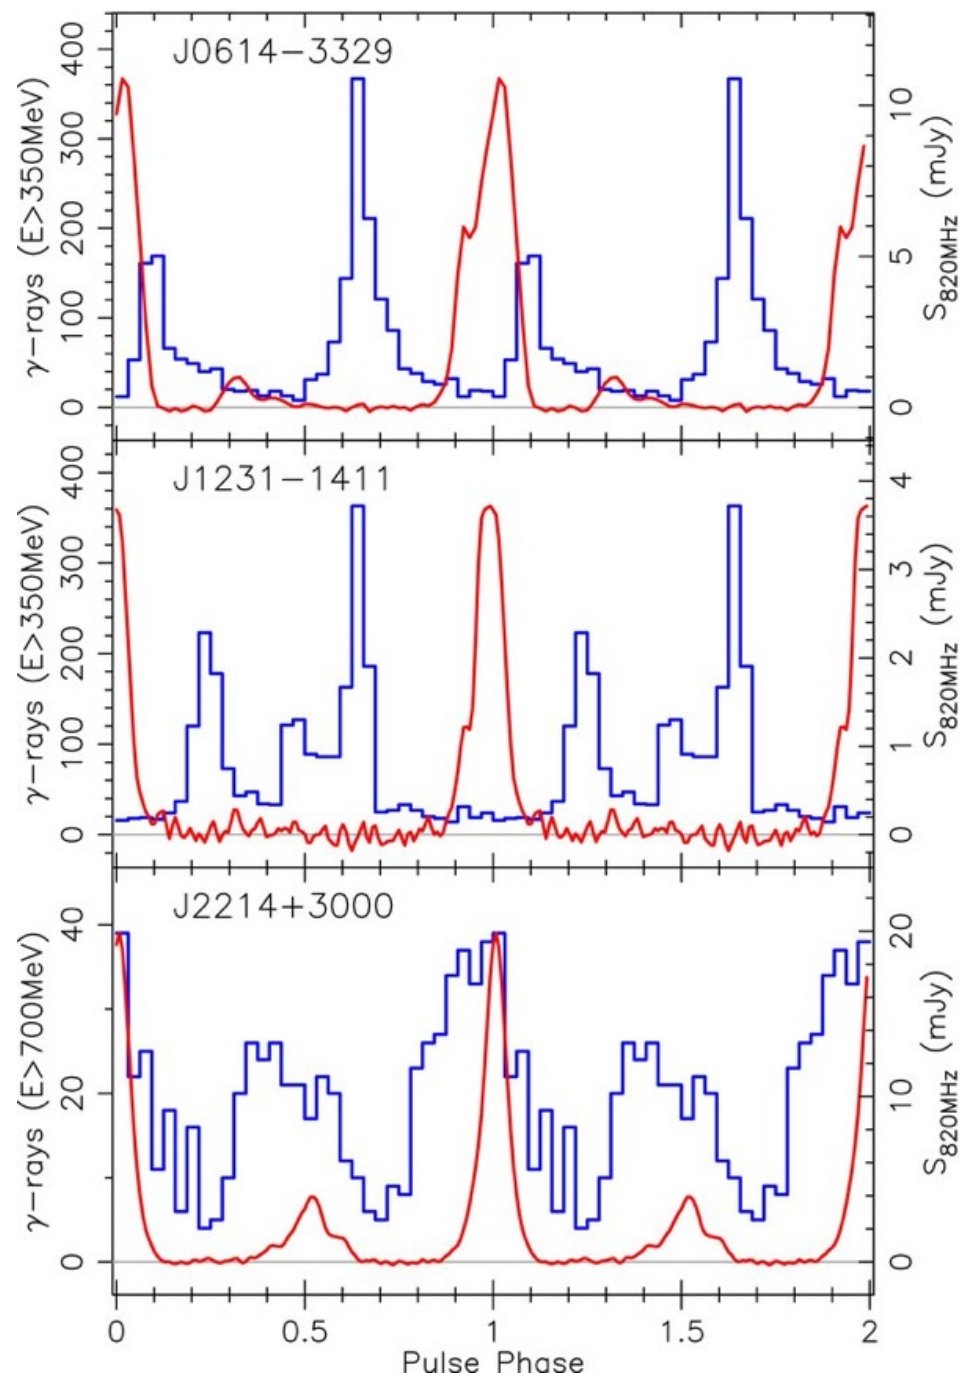 J0614−3329
γ−rays (E>350MeV)
0
100
200
300
400
S820MHz (mJy)
0
5
10
J1231−1411
γ−rays (E>350MeV)
0
100
200
300
400
S820MHz (mJy)
0
1
2
3
4
J2214+3000
γ−rays (E>700MeV)
0
20
40
S820MHz (mJy)
0
10
20
0 0.5 1 1.5 2
Pulse Phase